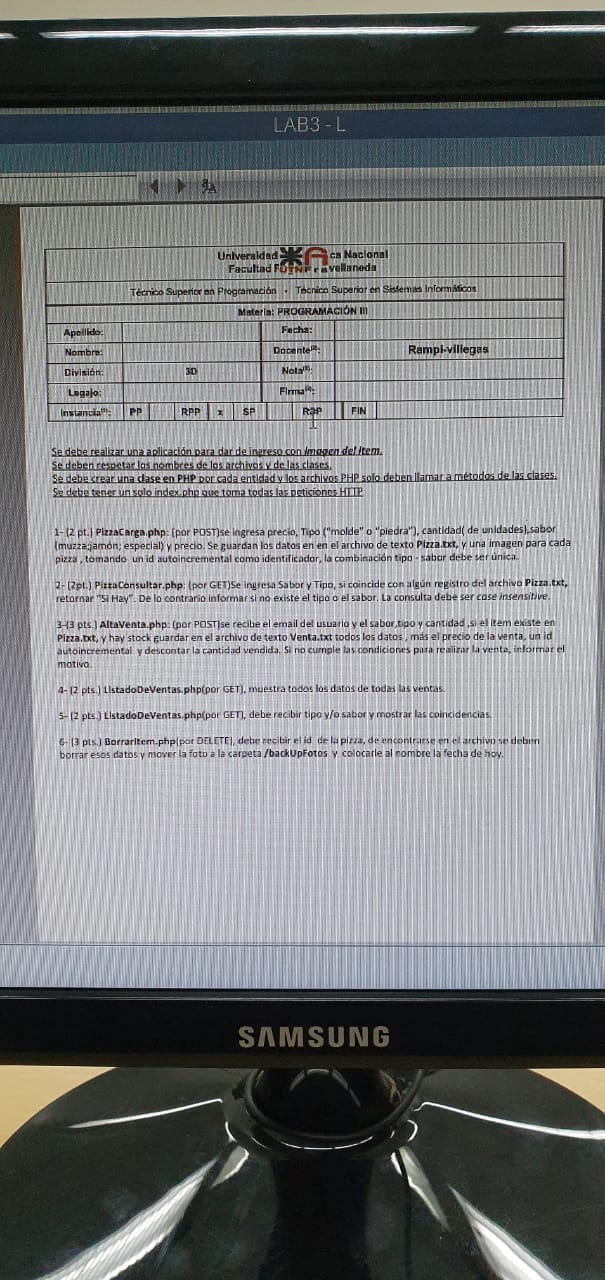 LAB3 - L
Universidad ca Nacional
Facultad UTNFra vellaneda
Técnico Superior en Programación - Técnico Superior en Sistemas Informáticos
Materia: PROGRAMACIÓN III
Apellido: Fecha:
Nombre: Docente⁽²⁾: Rampi-villegas
División: 3D Nota⁽²⁾:
Legajo: Firma⁽²⁾:
Instancia⁽¹⁾: PP RPP x SP RSP FIN
Se debe realizar una aplicación para dar de ingreso con imagen del item.
Se deben respetar los nombres de los archivos y de las clases.
Se debe crear una clase en PHP por cada entidad y los archivos PHP solo deben llamar a métodos de las clases.
Se debe tener un solo index.php que toma todas las peticiones HTTP
1- (2 pt.) PizzaCarga.php: (por POST)se ingresa precio, Tipo ("molde" o "piedra"), cantidad( de unidades),sabor
(muzza;jamón; especial) y precio. Se guardan los datos en en el archivo de texto Pizza.txt, y una imagen para cada
pizza , tomando un id autoincremental como identificador, la combinación tipo - sabor debe ser única.
2- (2pt.) PizzaConsultar.php: (por GET)Se ingresa Sabor y Tipo, si coincide con algún registro del archivo Pizza.txt,
retornar "Si Hay". De lo contrario informar si no existe el tipo o el sabor. La consulta debe ser case insensitive.
3-(3 pts.) AltaVenta.php: (por POST)se recibe el email del usuario y el sabor,tipo y cantidad ,si el item existe en
Pizza.txt, y hay stock guardar en el archivo de texto Venta.txt todos los datos , más el precio de la venta, un id
autoincremental y descontar la cantidad vendida. Si no cumple las condiciones para realizar la venta, informar el
motivo.
4- (2 pts.) ListadoDeVentas.php(por GET), muestra todos los datos de todas las ventas.
5- (2 pts.) ListadoDeVentas.php(por GET), debe recibir tipo y/o sabor y mostrar las coincidencias.
6- (3 pts.) BorrarItem.php(por DELETE), debe recibir el id de la pizza, de encontrarse en el archivo se deben
borrar esos datos y mover la foto a la carpeta /backUpFotos y colocarle al nombre la fecha de hoy.
SAMSUNG